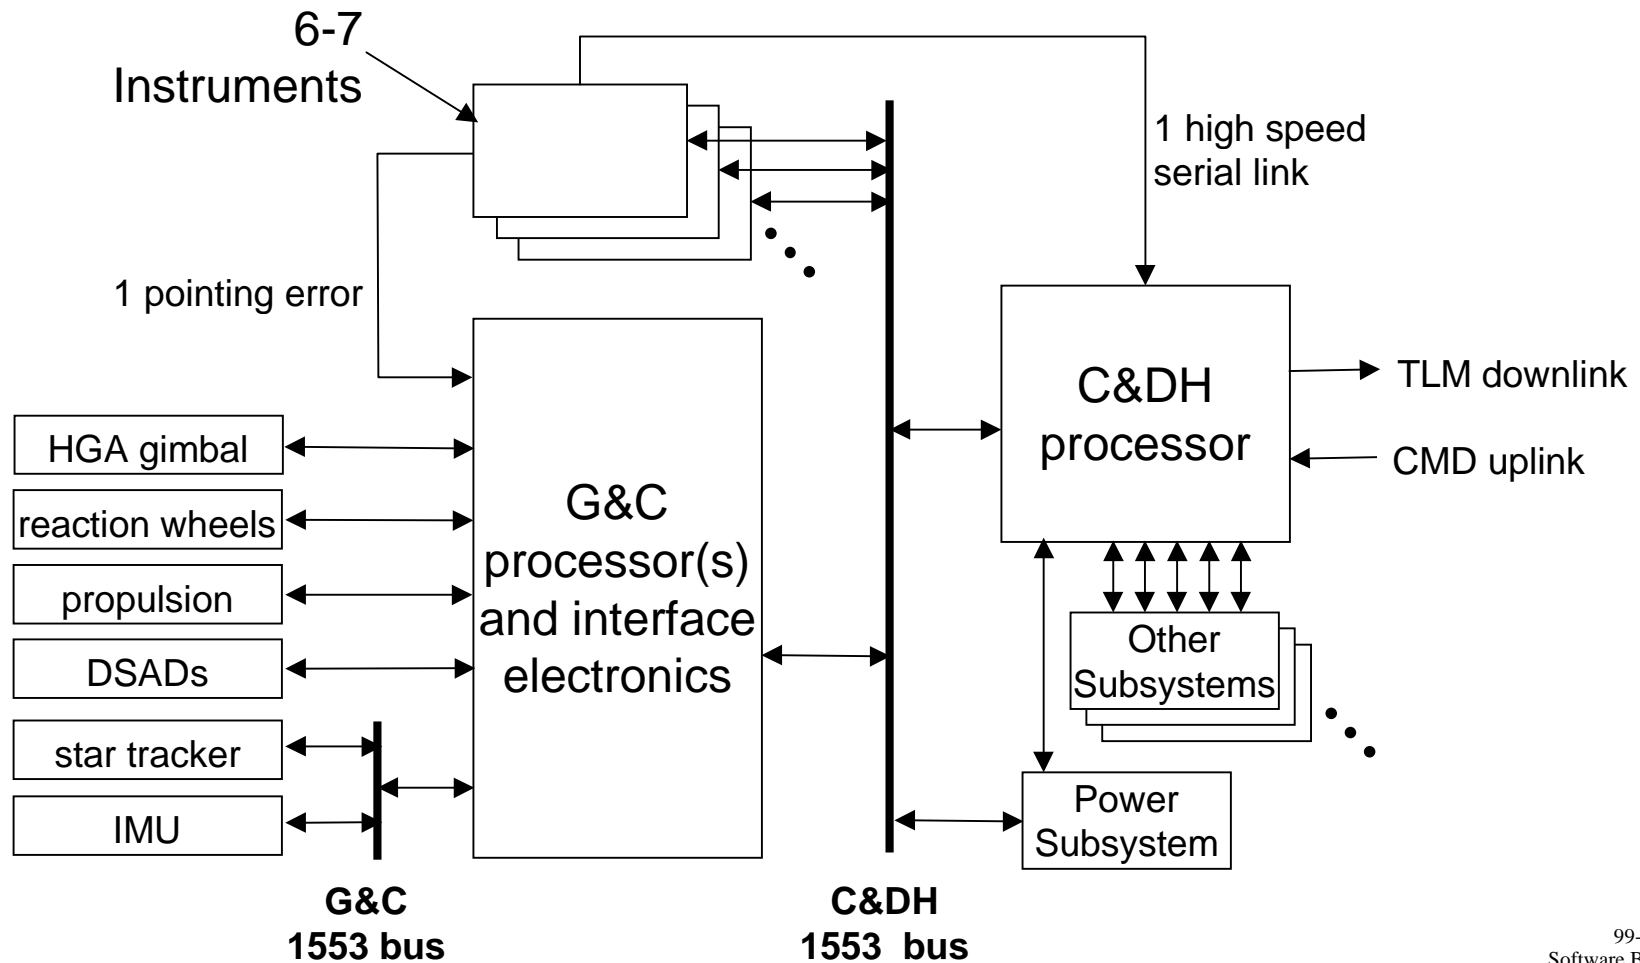 6-7
Instruments
1 high speed
serial link
1 pointing error
C&DH
processor
TLM downlink
CMD uplink
HGA gimbal
reaction wheels
propulsion
DSADs
star tracker
IMU
G&C
processor(s)
and interface
electronics
Other
Subsystems
Power
Subsystem
G&C
1553 bus
C&DH
1553 bus
99-
Software R